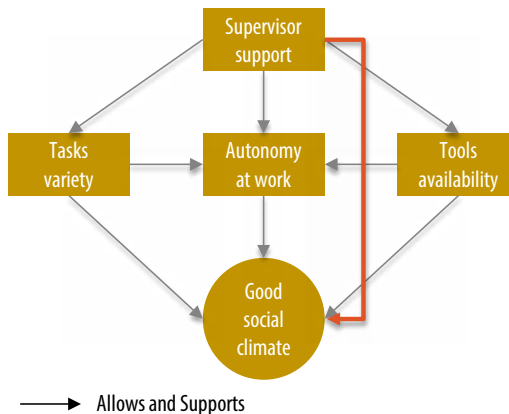 Supervisor
support
Tasks
variety
Autonomy
at work
Tools
availability
Good
social
climate
Allows and Supports